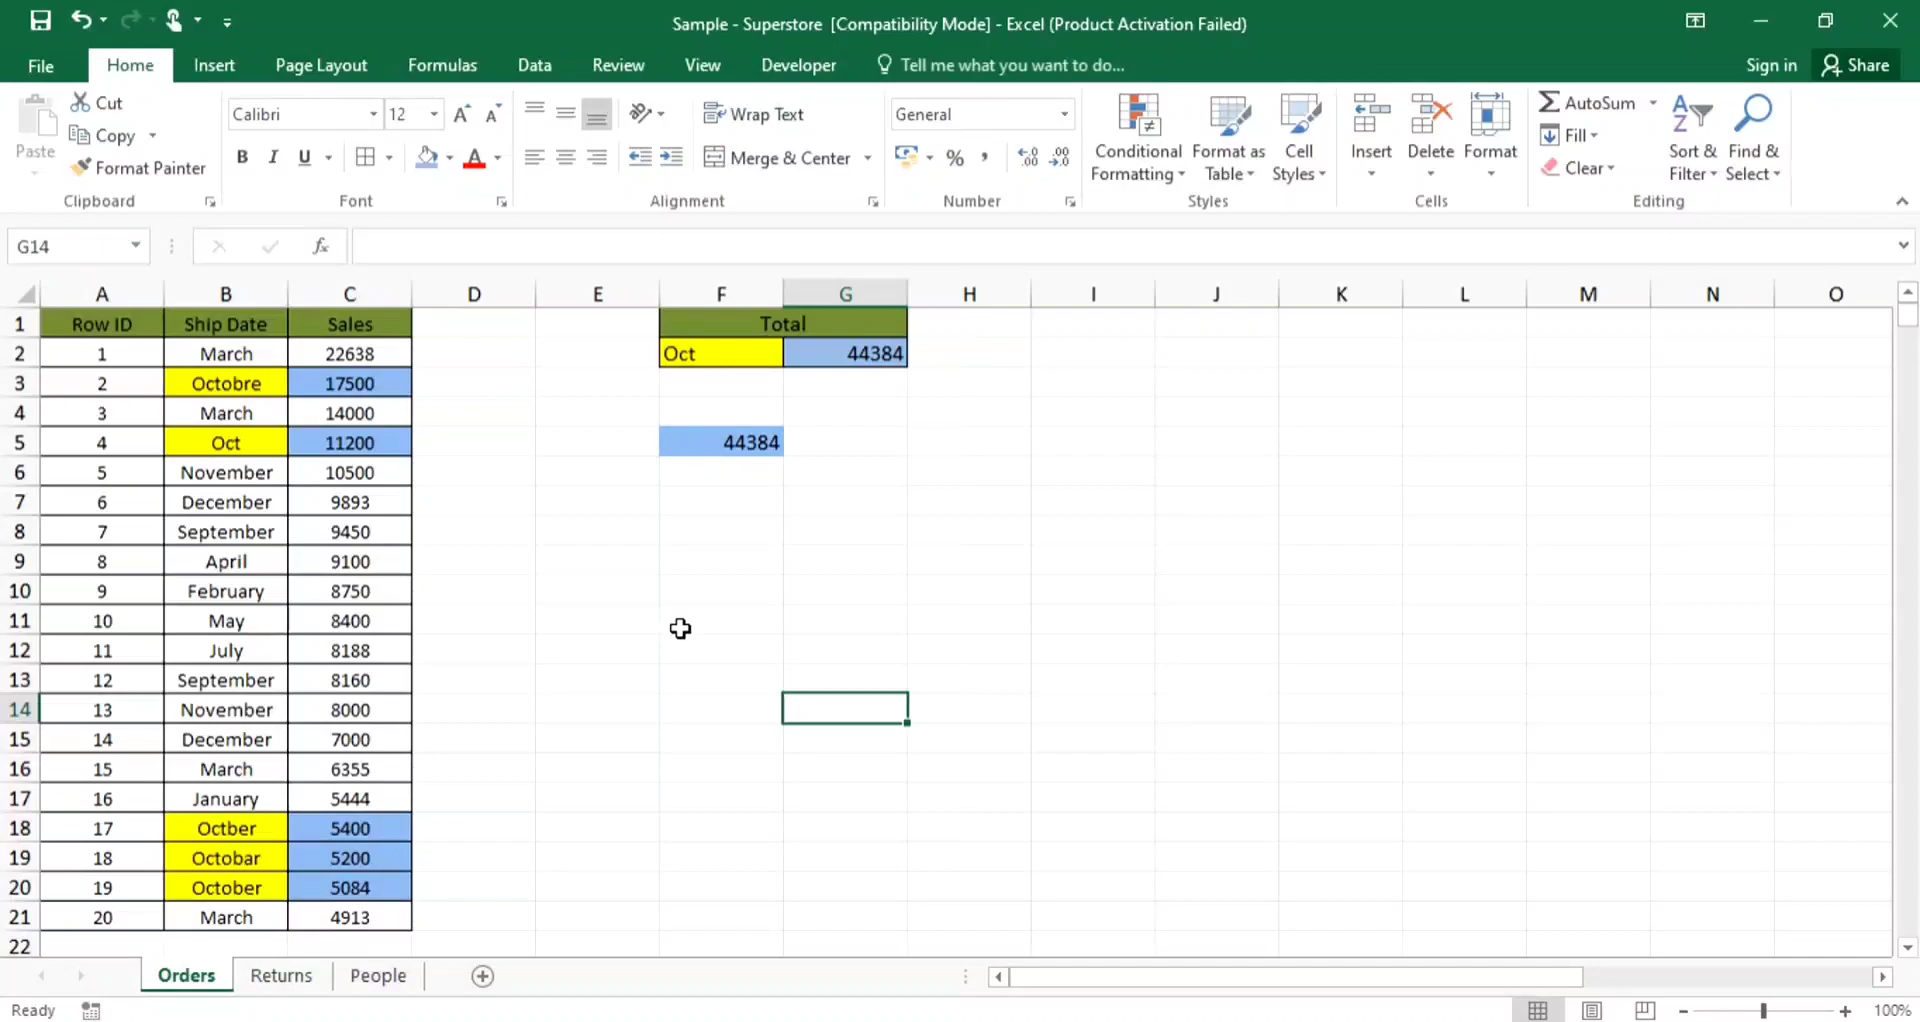 Sample - Superstore [Compatibility Mode] - Excel (Product Activation Failed)
File Home Insert Page Layout Formulas Data Review View Developer Tell me what you want to do... Sign in Share
Paste
Cut
Copy
Format Painter
Clipboard
Calibri 12
B I U
Font
Wrap Text
Merge & Center
Alignment
General
% , .00 .0
Number
Conditional Formatting
Format as Table
Cell Styles
Styles
Insert Delete Format
Cells
AutoSum
Fill
Clear
Sort & Filter
Find & Select
Editing
G14 fx
A B C D E F G H I J K L M N O
1 Row ID Ship Date Sales Total
2 1 March 22638 Oct 44384
3 2 Octobre 17500
4 3 March 14000
5 4 Oct 11200 44384
6 5 November 10500
7 6 December 9893
8 7 September 9450
9 8 April 9100
10 9 February 8750
11 10 May 8400
12 11 July 8188
13 12 September 8160
14 13 November 8000
15 14 December 7000
16 15 March 6355
17 16 January 5444
18 17 Octber 5400
19 18 Octobar 5200
20 19 October 5084
21 20 March 4913
22
Orders Returns People
Ready 100%